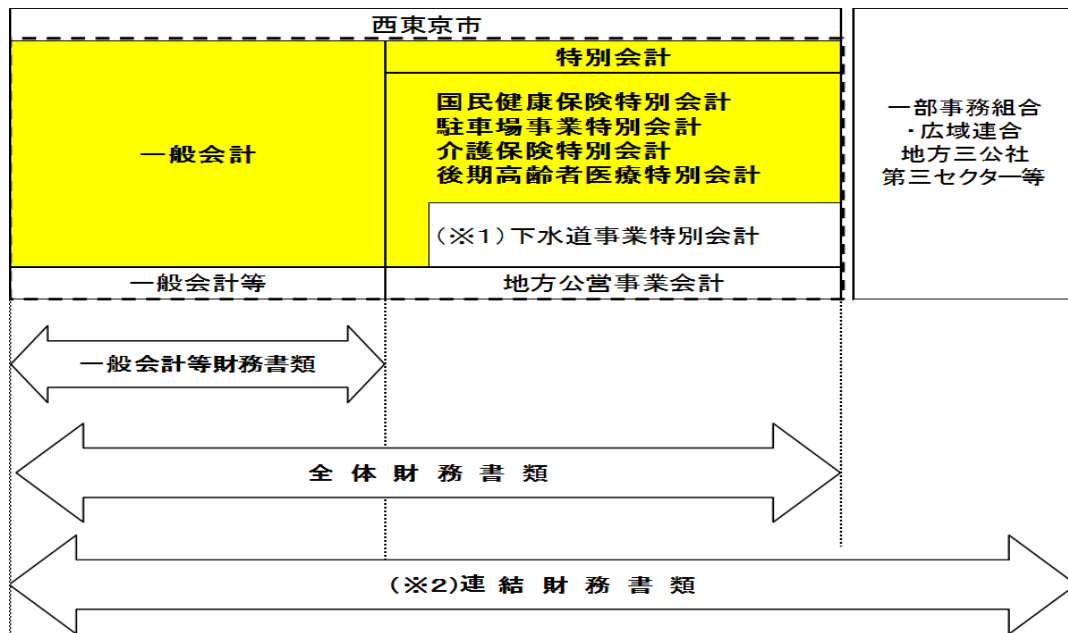 西東京市
一般会計
特別会計
国民健康保険特別会計
駐車場事業特別会計
介護保険特別会計
後期高齢者医療特別会計
(※1)下水道事業特別会計
一般会計等
地方公営事業会計
一部事務組合
・広域連合
地方三公社
第三セクター等
一般会計等財務書類
全体財務書類
(※2)連結財務書類